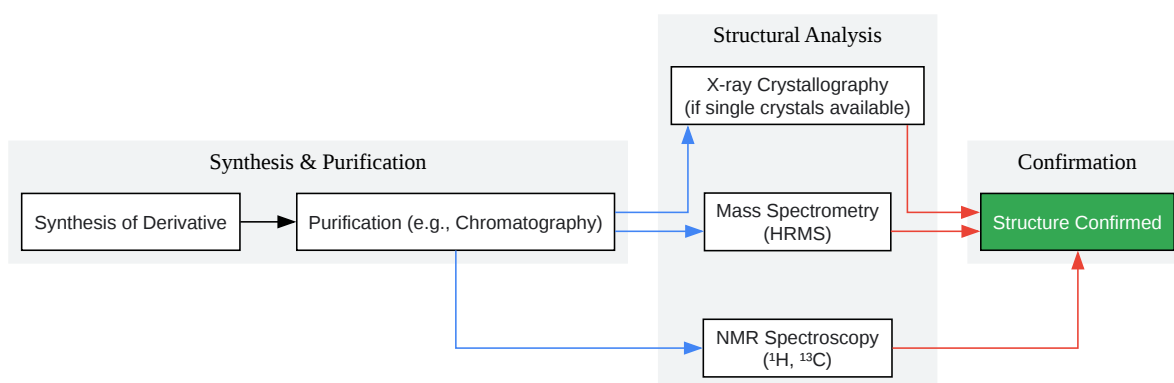 Structural Analysis
X-ray Crystallography
(if single crystals available)
Synthesis & Purification
Confirmation
Synthesis of Derivative
Purification (e.g., Chromatography)
Mass Spectrometry
(HRMS)
Structure Confirmed
NMR Spectroscopy
(¹H, ¹³C)